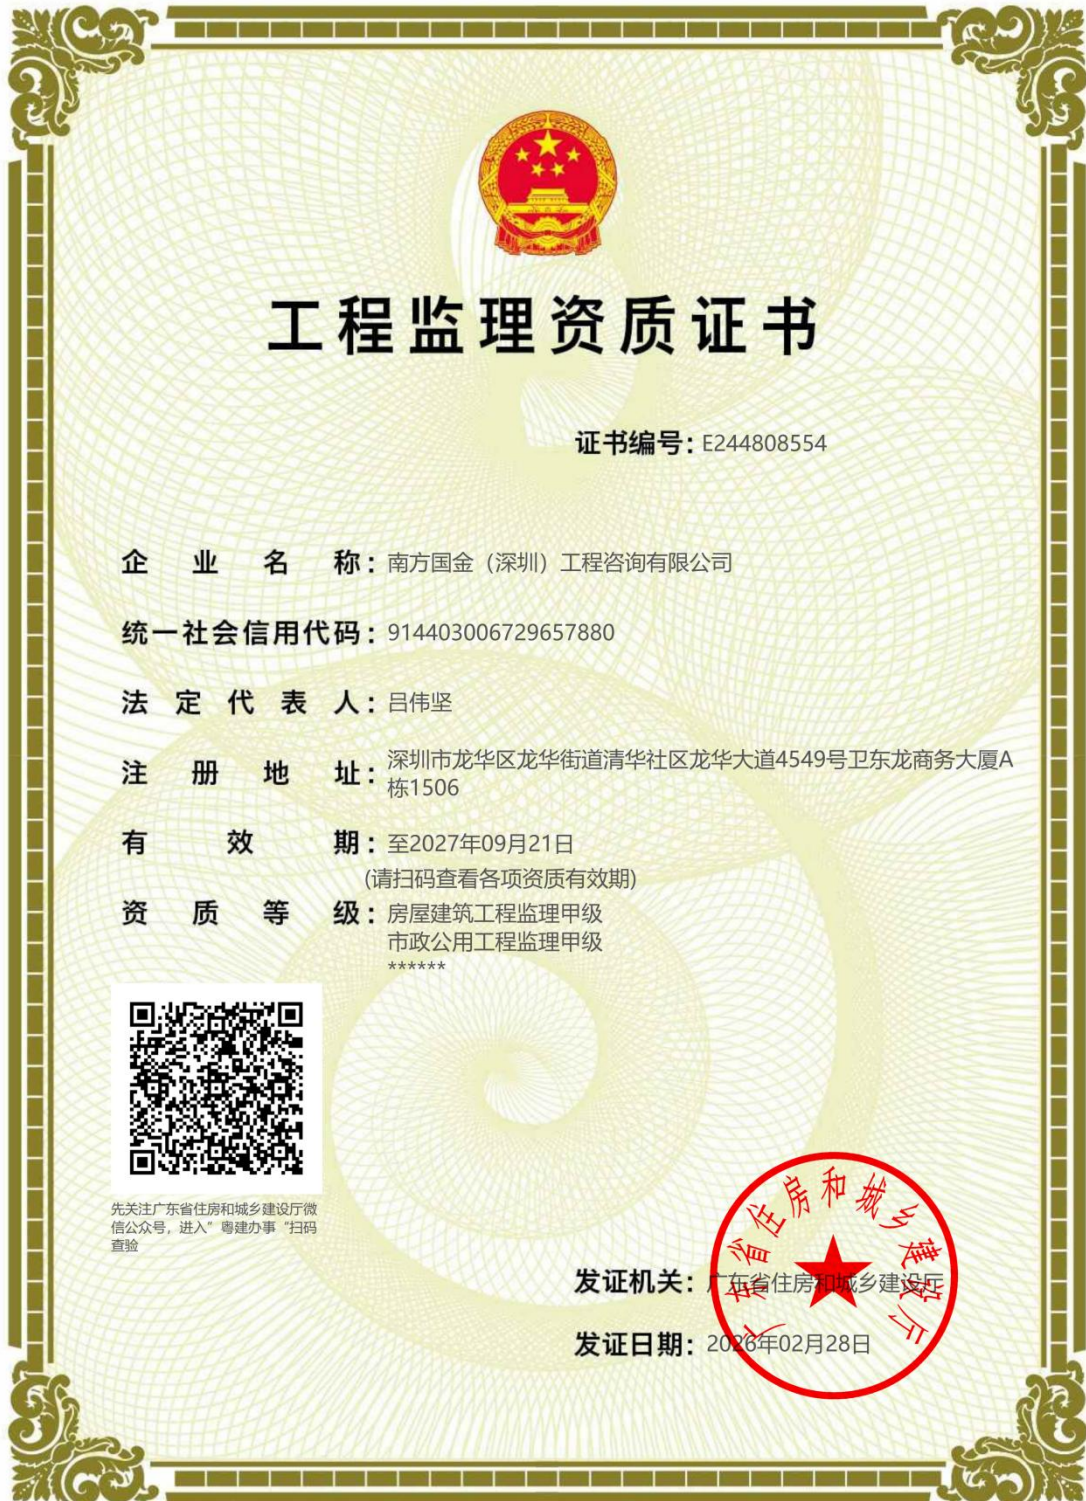 工程监理资质证书
证书编号：E244808554
企业名称：南方国金（深圳）工程咨询有限公司
统一社会信用代码：914403006729657880
法定代表人：吕伟坚
注册地址：深圳市龙华区龙华街道清华社区龙华大道4549号卫东龙商务大厦A
栋1506
有效期：至2027年09月21日
(请扫码查看各项资质有效期)
资质等级：房屋建筑工程监理甲级
市政公用工程监理甲级
******
先关注广东省住房和城乡建设厅微
信公众号，进入”粤建办事“扫码
查验
广东省住房和城乡建设厅
发证机关：广东省住房和城乡建设厅
发证日期：2026年02月28日